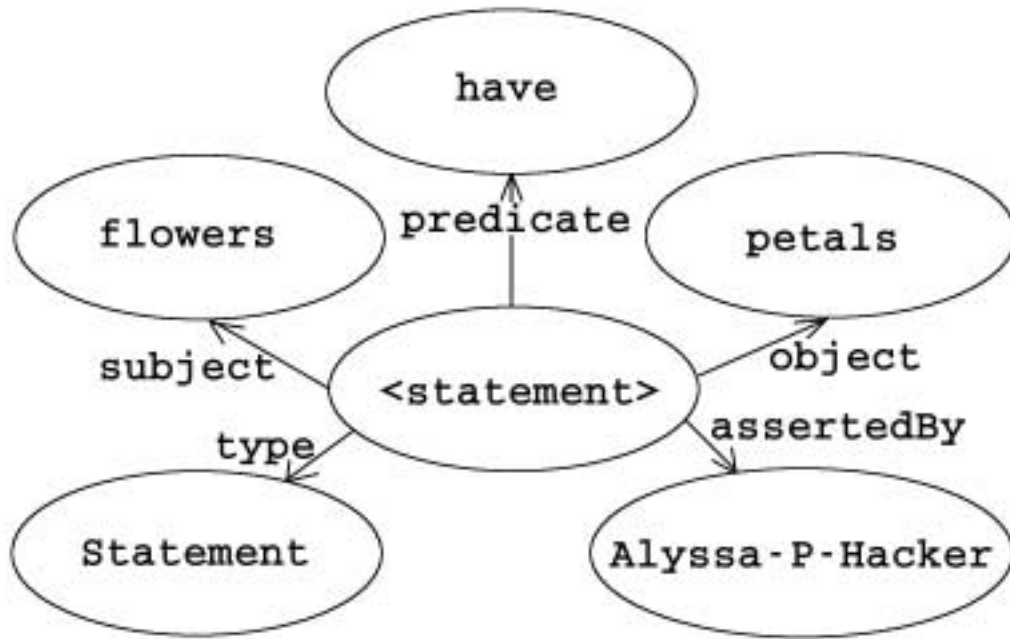 have
flowers
predicate
petals
subject
<statement>
object
type
assertedBy
Statement
Alyssa-P-Hacker